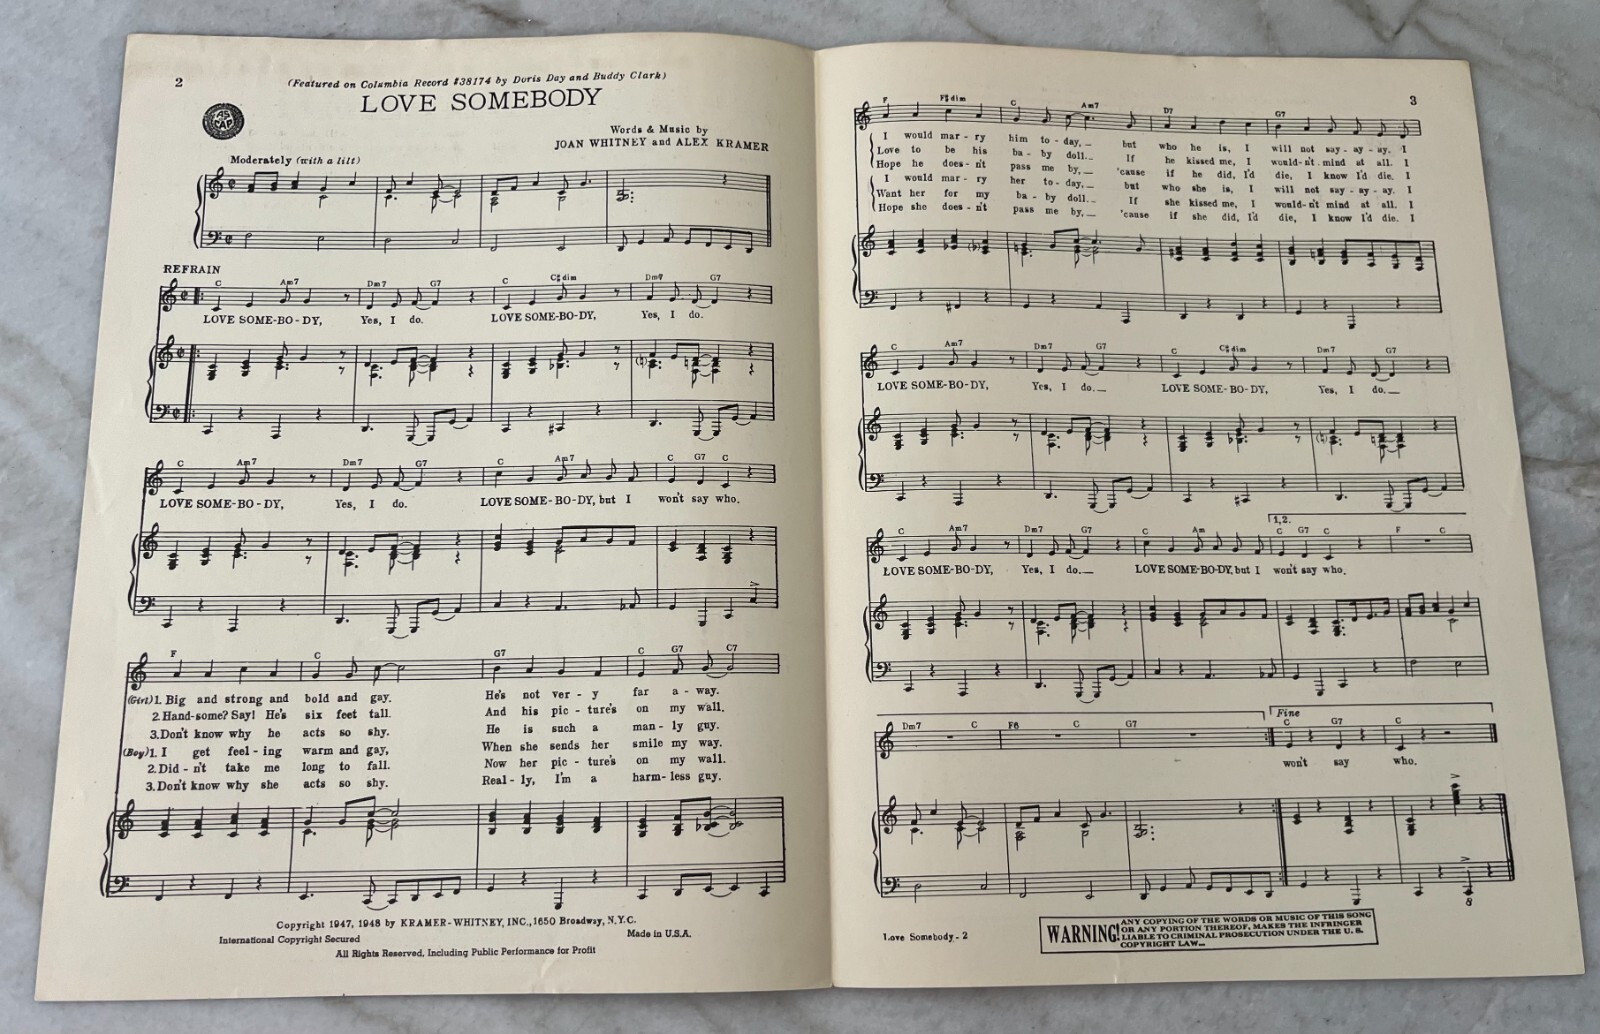 2
(Featured on Columbia Record #38174 by Doris Day and Buddy Clark)
LOVE SOMEBODY
AS
CAP
Words & Music by
JOAN WHITNEY and ALEX KRAMER
Moderately (with a lilt)
REFRAIN
C Am7 Dm7 G7 C C#dim Dm7 G7
LOVE SOME-BO-DY, Yes, I do. LOVE SOME-BO-DY, Yes, I do.
C Am7 Dm7 G7 C Am7 C G7 C
LOVE SOME-BO-DY, Yes, I do. LOVE SOME-BO-DY, but I won't say who.
F C G7 C G7 C7
(Girl) 1. Big and strong and bold and gay. He's not ver - y far a - way.
2. Hand-some? Say! He's six feet tall. And his pic - ture's on my wall.
3. Don't know why he acts so shy. He is such a man - ly guy.
(Boy) 1. I get feel - ing warm and gay, When she sends her smile my way.
2. Did - n't take me long to fall. Now her pic - ture's on my wall.
3. Don't know why she acts so shy. Real - ly, I'm a harm- less guy.
Copyright 1947, 1948 by KRAMER-WHITNEY, INC., 1650 Broadway, N.Y.C.
International Copyright Secured Made in U.S.A.
All Rights Reserved, Including Public Performance for Profit
3
F F#dim C Am7 D7 G7
I would mar - ry him to - day, but who he is, I will not say - ay - ay. I
Love to be his ba - by doll. If he kissed me, I would-n't mind at all. I
Hope he does - n't pass me by, 'cause if he did, I'd die, I know I'd die. I
I would mar - ry her to - day, but who she is, I will not say - ay - ay. I
Want her for my ba - by doll. If she kissed me, I would-n't mind at all. I
Hope she does - n't pass me by, 'cause if she did, I'd die, I know I'd die. I
C Am7 Dm7 G7 C C#dim Dm7 G7
LOVE SOME-BO-DY, Yes, I do. LOVE SOME-BO-DY, Yes, I do.
1,2.
C Am7 Dm7 G7 C Am C G7 C F C
LOVE SOME-BO-DY, Yes, I do. LOVE SOME-BO-DY, but I won't say who.
Fine
Dm7 C F6 C G7 C G7 C
won't say who.
8
Love Somebody - 2
WARNING! ANY COPYING OF THE WORDS OR MUSIC OF THIS SONG
OR ANY PORTION THEREOF, MAKES THE INFRINGER
LIABLE TO CRIMINAL PROSECUTION UNDER THE U. S.
COPYRIGHT LAW